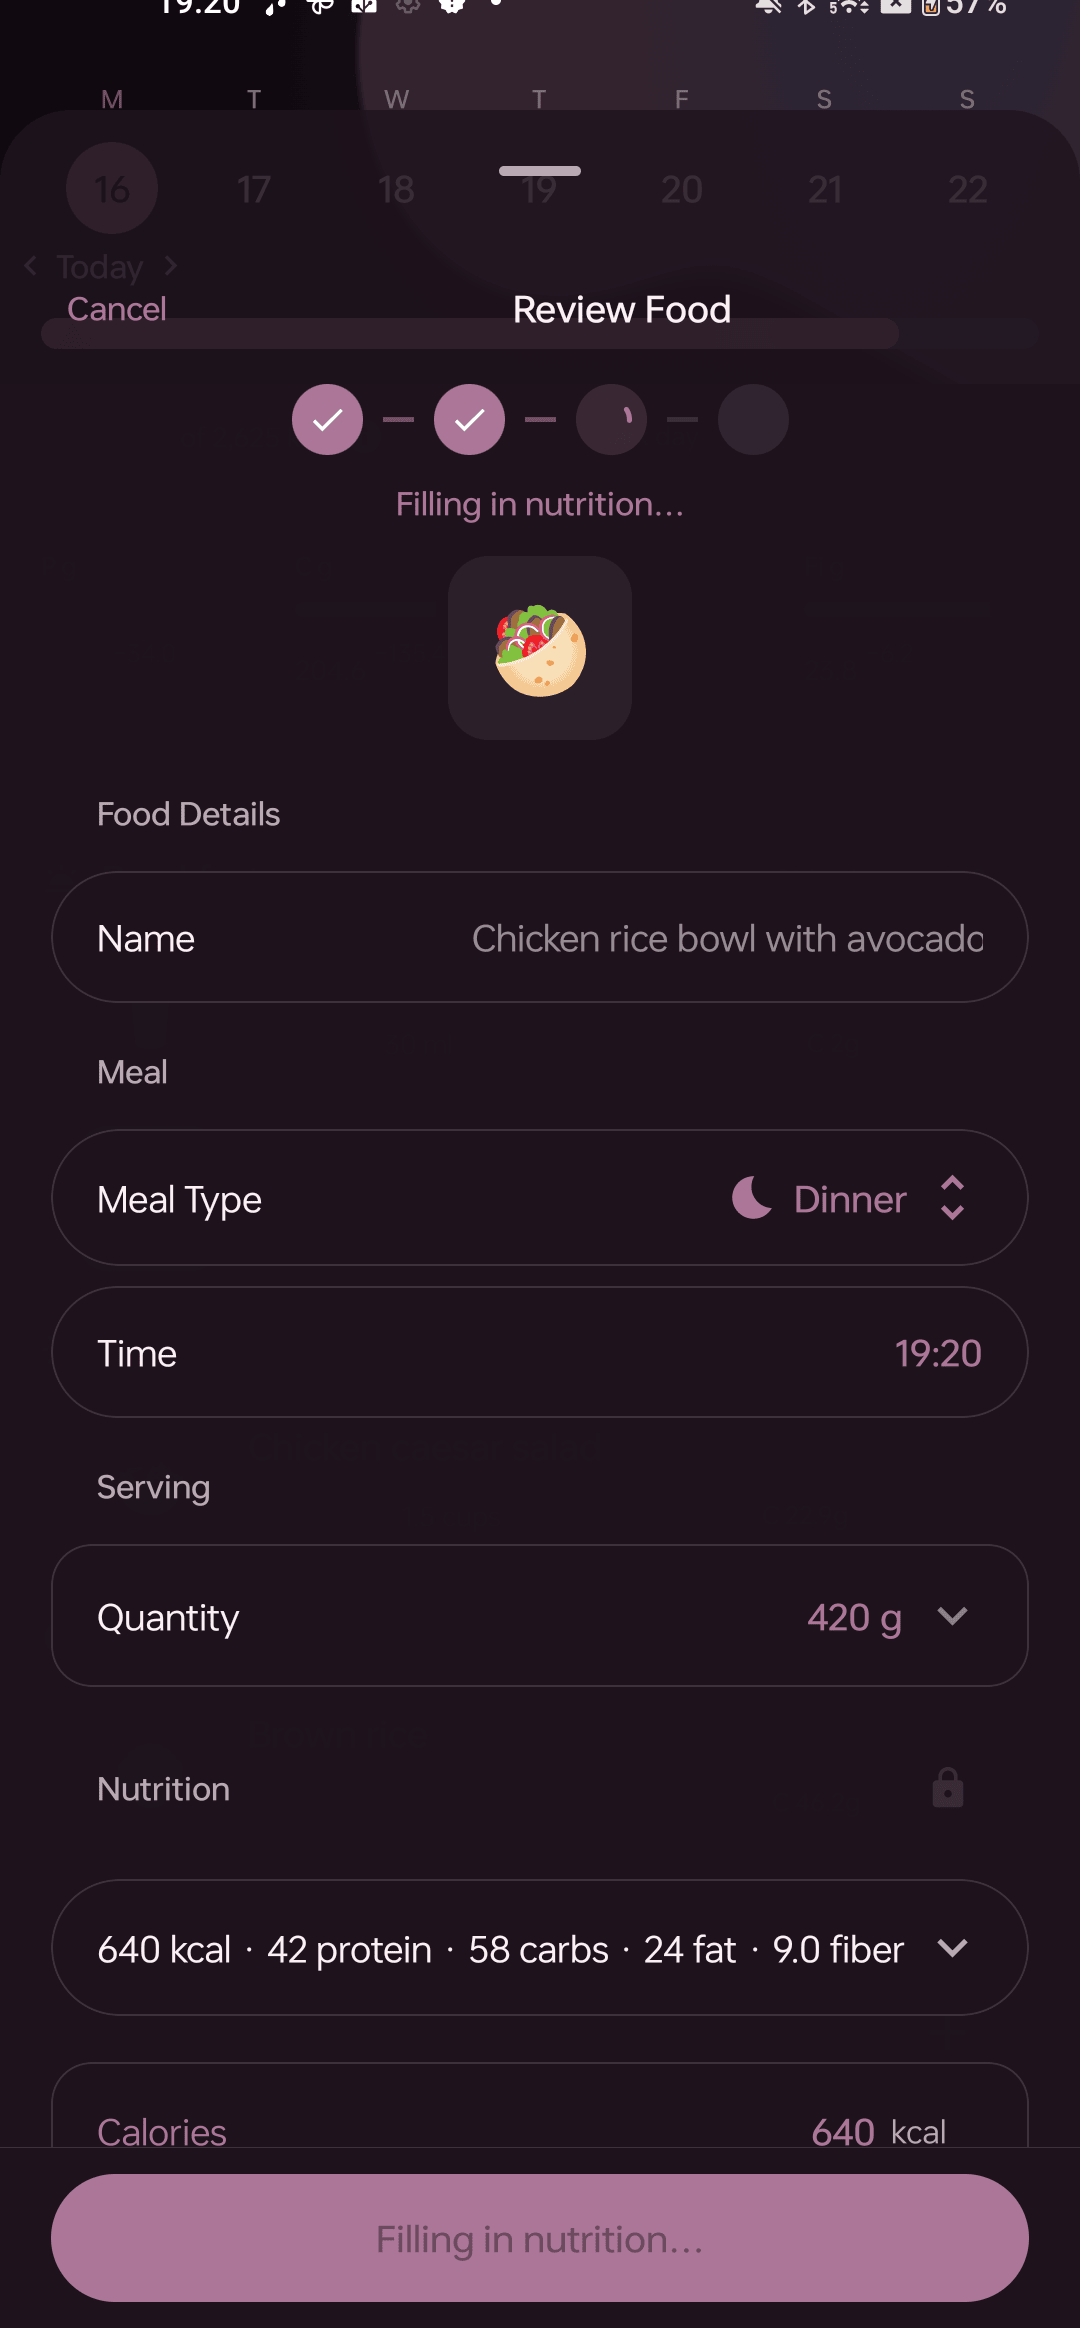 19:20 57%
M T W T F S S
16 17 18 19 20 21 22
Today
Cancel Review Food
Filling in nutrition...
Food Details
Name Chicken rice bowl with avocado
Meal
Meal Type Dinner
Time 19:20
Serving
Quantity 420 g
Nutrition
640 kcal · 42 protein · 58 carbs · 24 fat · 9.0 fiber
Calories 640 kcal
Filling in nutrition...